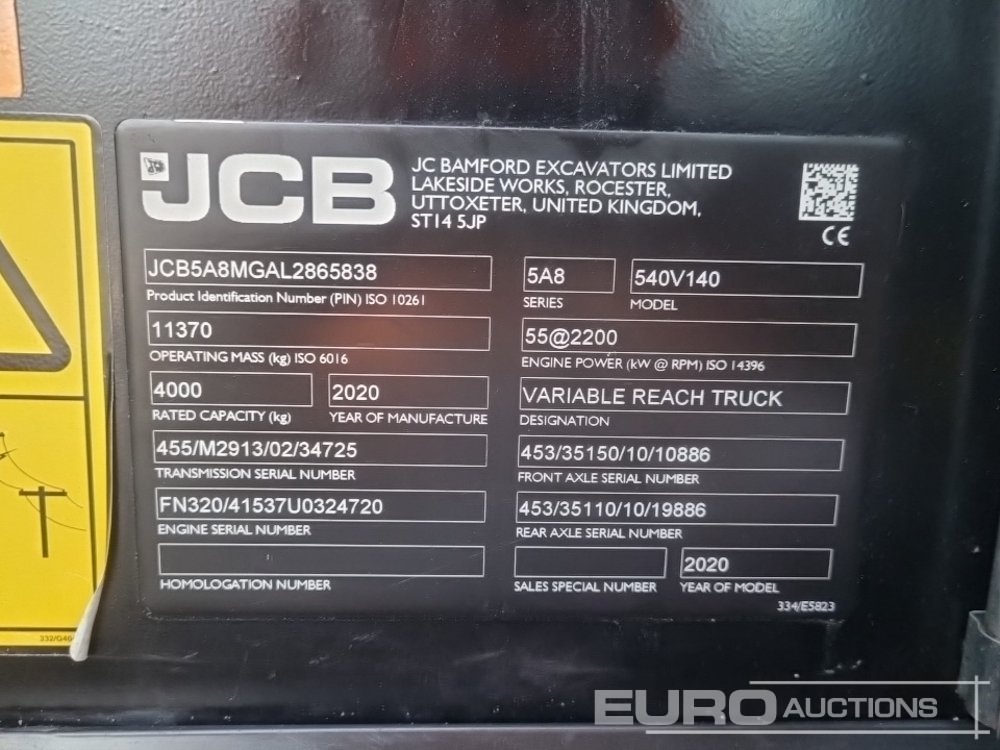 JCB
JC BAMFORD EXCAVATORS LIMITED
LAKESIDE WORKS, ROCESTER,
UTTOXETER, UNITED KINGDOM,
ST14 5JP
CE
JCB5A8MGAL2865838
Product Identification Number (PIN) ISO 10261
5A8
SERIES
540V140
MODEL
11370
OPERATING MASS (kg) ISO 6016
55@2200
ENGINE POWER (kW @ RPM) ISO 14396
4000
RATED CAPACITY (kg)
2020
YEAR OF MANUFACTURE
VARIABLE REACH TRUCK
DESIGNATION
455/M2913/02/34725
TRANSMISSION SERIAL NUMBER
453/35150/10/10886
FRONT AXLE SERIAL NUMBER
FN320/41537U0324720
ENGINE SERIAL NUMBER
453/35110/10/19886
REAR AXLE SERIAL NUMBER
HOMOLOGATION NUMBER
SALES SPECIAL NUMBER
2020
YEAR OF MODEL
334/E5823
EURO AUCTIONS